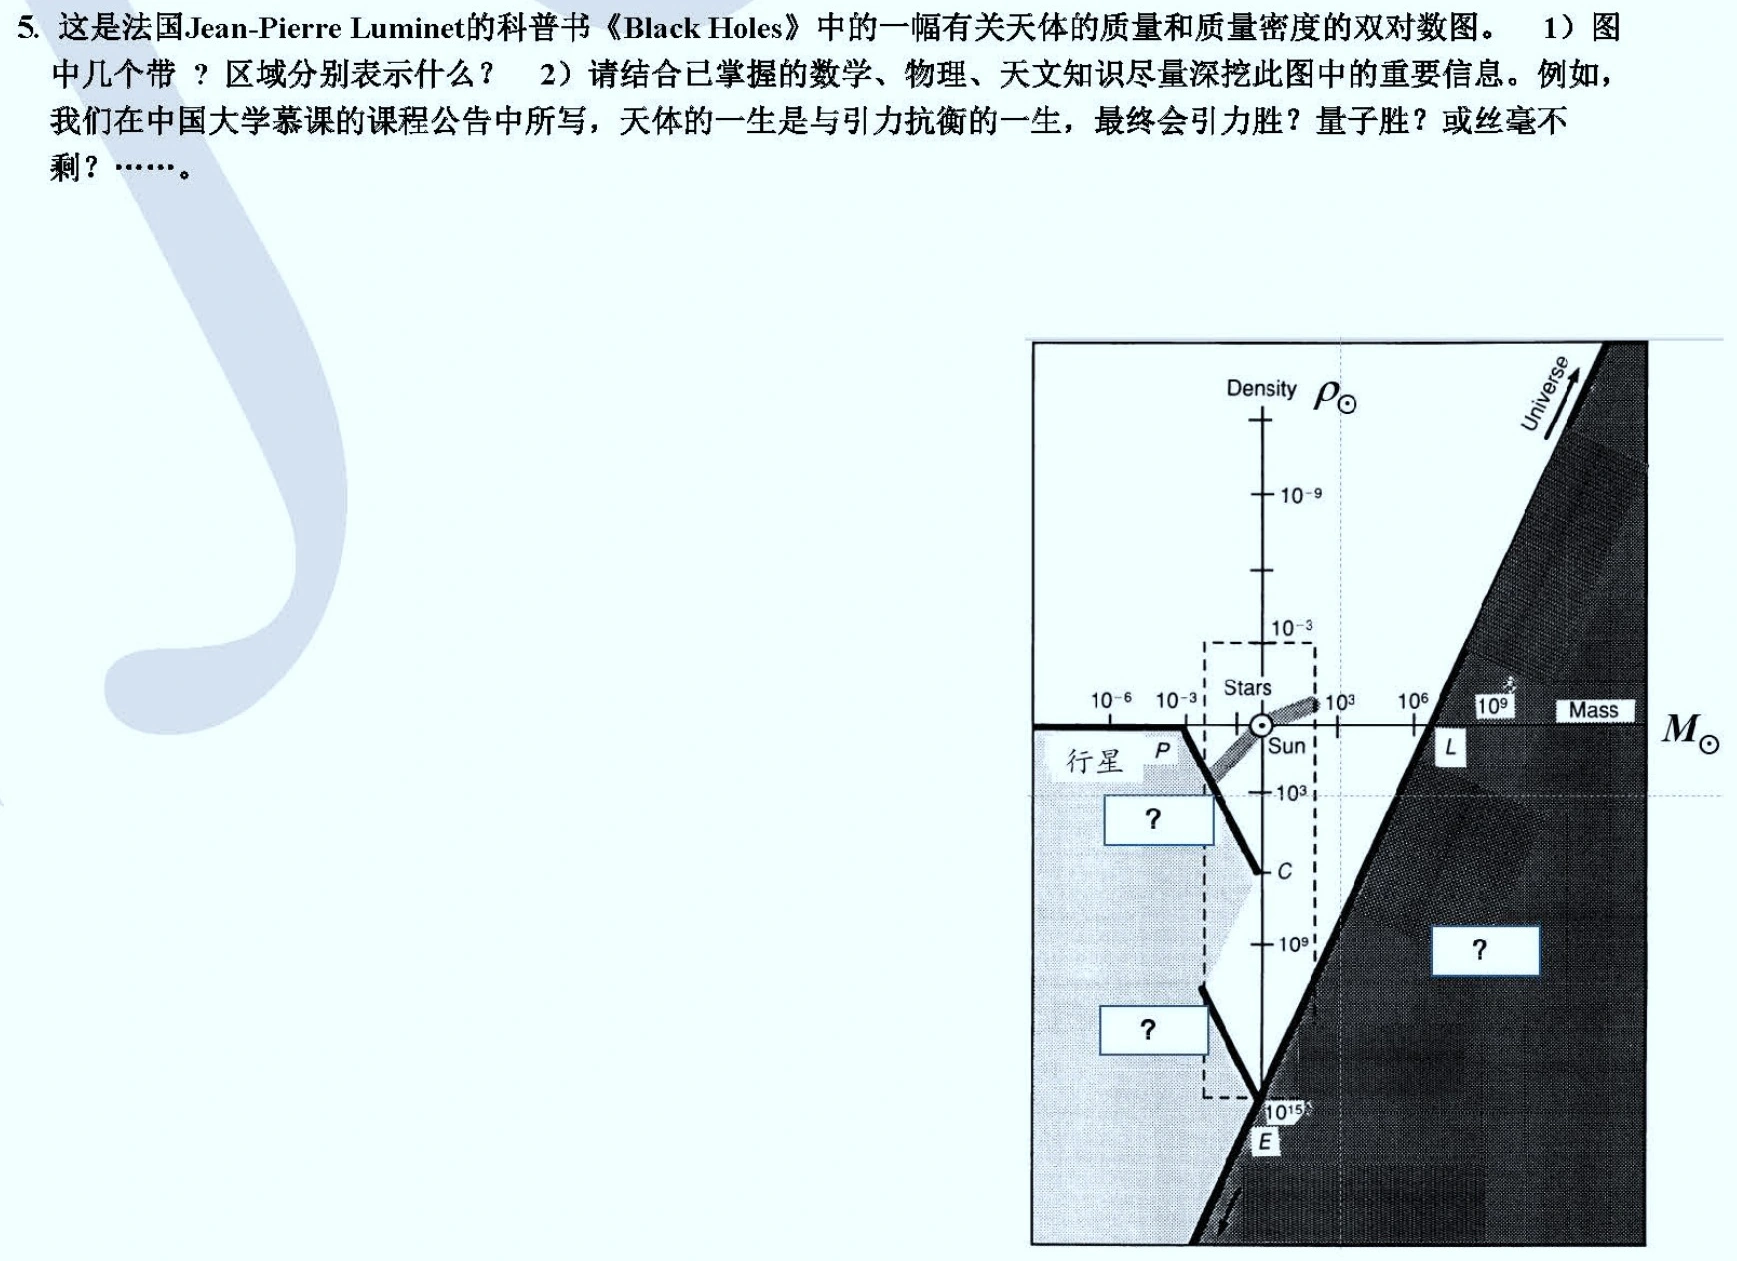 5. 这是法国Jean-Pierre Luminet的科普书《Black Holes》中的一幅有关天体的质量和质量密度的双对数图。 1）图
中几个带 ? 区域分别表示什么? 2）请结合已掌握的数学、物理、天文知识尽量深挖此图中的重要信息。例如，
我们在中国大学慕课的课程公告中所写，天体的一生是与引力抗衡的一生，最终会引力胜？量子胜？或丝毫不
剩？……。
Universe
Density ρ⊙
10⁻⁹
10⁻³
Stars
10⁻⁶ 10⁻³ 10³ 10⁶ 10⁹ Mass M⊙
行星 P Sun L
10³
?
C
10⁹
?
?
10¹⁵
E